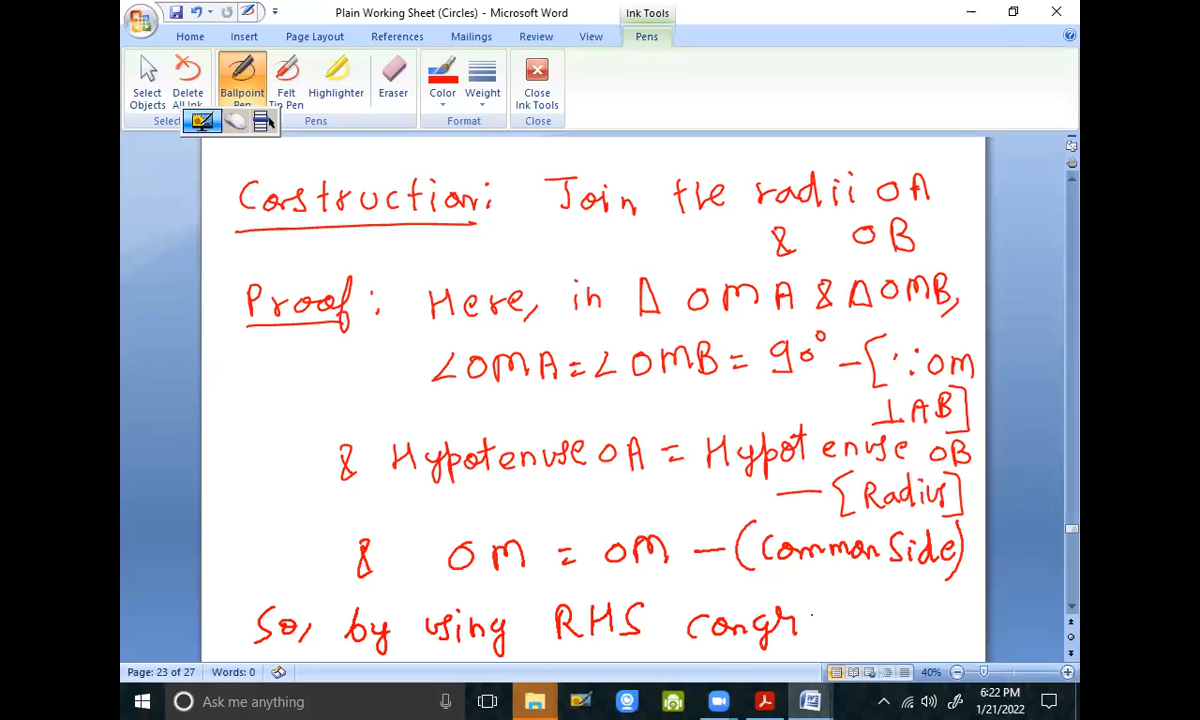 Plain Working Sheet (Circles) - Microsoft Word
Ink Tools
Home Insert Page Layout References Mailings Review View Pens
Select Objects
Delete All Ink
Ballpoint Pen
Felt Tip Pen
Highlighter
Eraser
Color
Weight
Close Ink Tools
Select
Pens
Format
Close
Costruction: Join the radii OA
& OB
Proof: Here, in Δ OMA & Δ OMB,
∠OMA = ∠OMB = 90° - [∵ OM
⊥ AB]
& Hypotenuse OA = Hypotenuse OB
— [Radius]
& OM = OM - (Common Side)
So, by using RHS congr
Page: 23 of 27 Words: 0 40%
Ask me anything
6:22 PM
1/21/2022